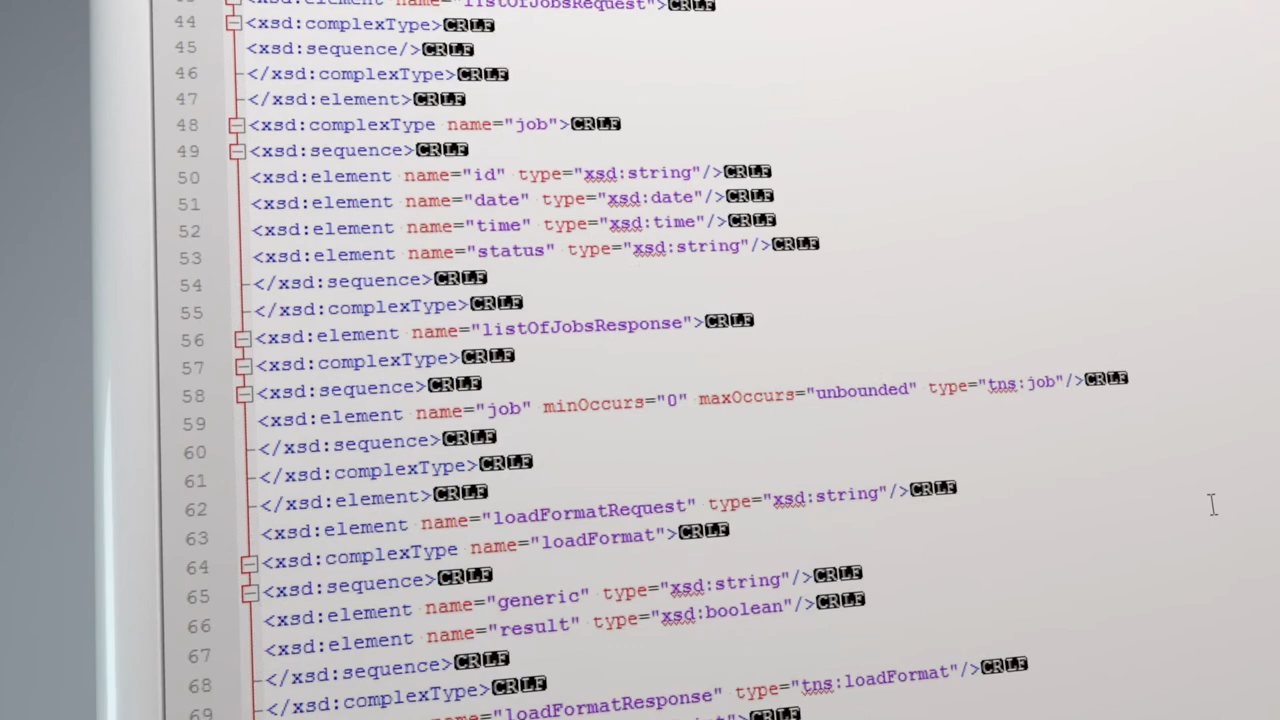 <xsd:element name="listOfJobsRequest">CRLF
44 <xsd:complexType>CRLF
45 <xsd:sequence/>CRLF
46 </xsd:complexType>CRLF
47 </xsd:element>CRLF
48 <xsd:complexType name="job">CRLF
49 <xsd:sequence>CRLF
50 <xsd:element name="id" type="xsd:string"/>CRLF
51 <xsd:element name="date" type="xsd:date"/>CRLF
52 <xsd:element name="time" type="xsd:time"/>CRLF
53 <xsd:element name="status" type="xsd:string"/>CRLF
54 </xsd:sequence>CRLF
55 </xsd:complexType>CRLF
56 <xsd:element name="listOfJobsResponse">CRLF
57 <xsd:complexType>CRLF
58 <xsd:sequence>CRLF
59 <xsd:element name="job" minOccurs="0" maxOccurs="unbounded" type="tns:job"/>CRLF
60 </xsd:sequence>CRLF
61 </xsd:complexType>CRLF
62 </xsd:element>CRLF
63 <xsd:element name="loadFormatRequest" type="xsd:string"/>CRLF
64 <xsd:complexType name="loadFormat">CRLF
65 <xsd:sequence>CRLF
66 <xsd:element name="generic" type="xsd:string"/>CRLF
67 <xsd:element name="result" type="xsd:boolean"/>CRLF
68 </xsd:sequence>CRLF
69 </xsd:complexType>CRLF
name="loadFormatResponse" type="tns:loadFormat"/>CRLF
CRLF